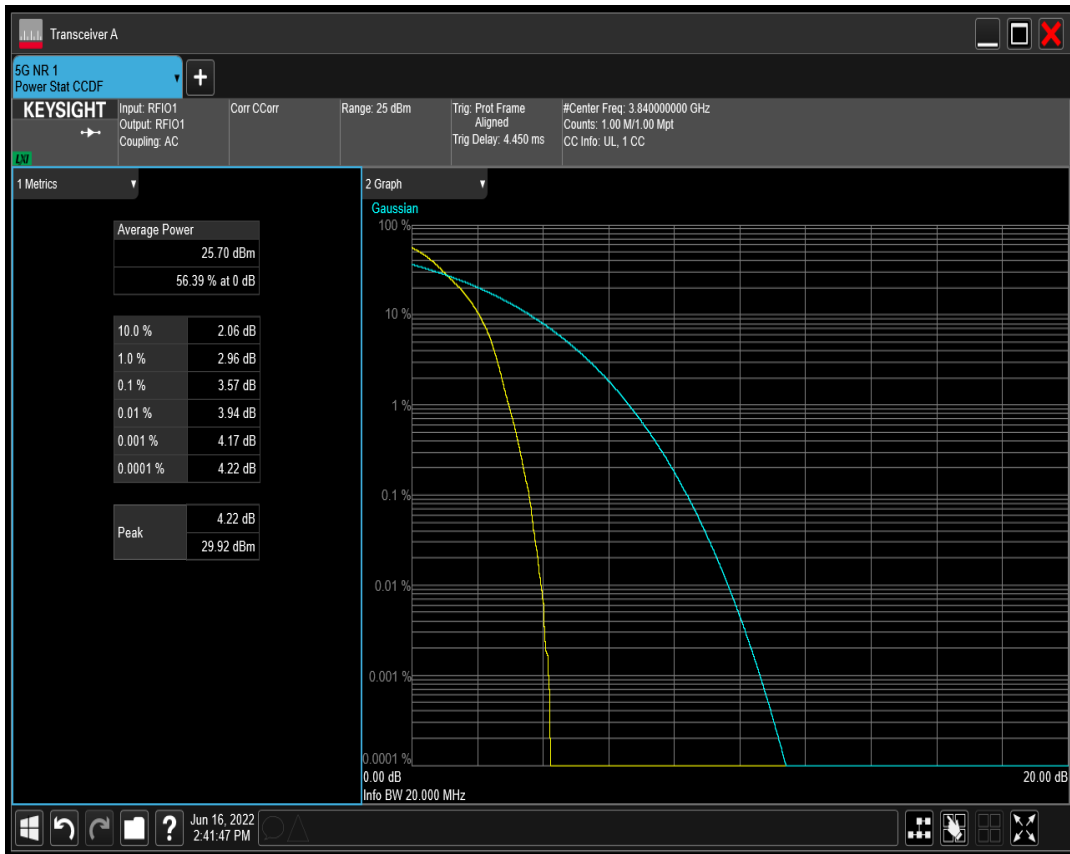 Transceiver A
5G NR 1
Power Stat CCDF
+
KEYSIGHT
LXI
Input: RFIO1
Output: RFIO1
Coupling: AC
Corr CCorr
Range: 25 dBm
Trig: Prot Frame
Aligned
Trig Delay: 4.450 ms
#Center Freq: 3.840000000 GHz
Counts: 1.00 M/1.00 Mpt
CC Info: UL, 1 CC
1 Metrics
Average Power
25.70 dBm
56.39 % at 0 dB
10.0 % 2.06 dB
1.0 % 2.96 dB
0.1 % 3.57 dB
0.01 % 3.94 dB
0.001 % 4.17 dB
0.0001 % 4.22 dB
Peak
4.22 dB
29.92 dBm
2 Graph
Gaussian
100 %
10 %
1 %
0.1 %
0.01 %
0.001 %
0.0001 %
0.00 dB 20.00 dB
Info BW 20.000 MHz
?
Jun 16, 2022
2:41:47 PM